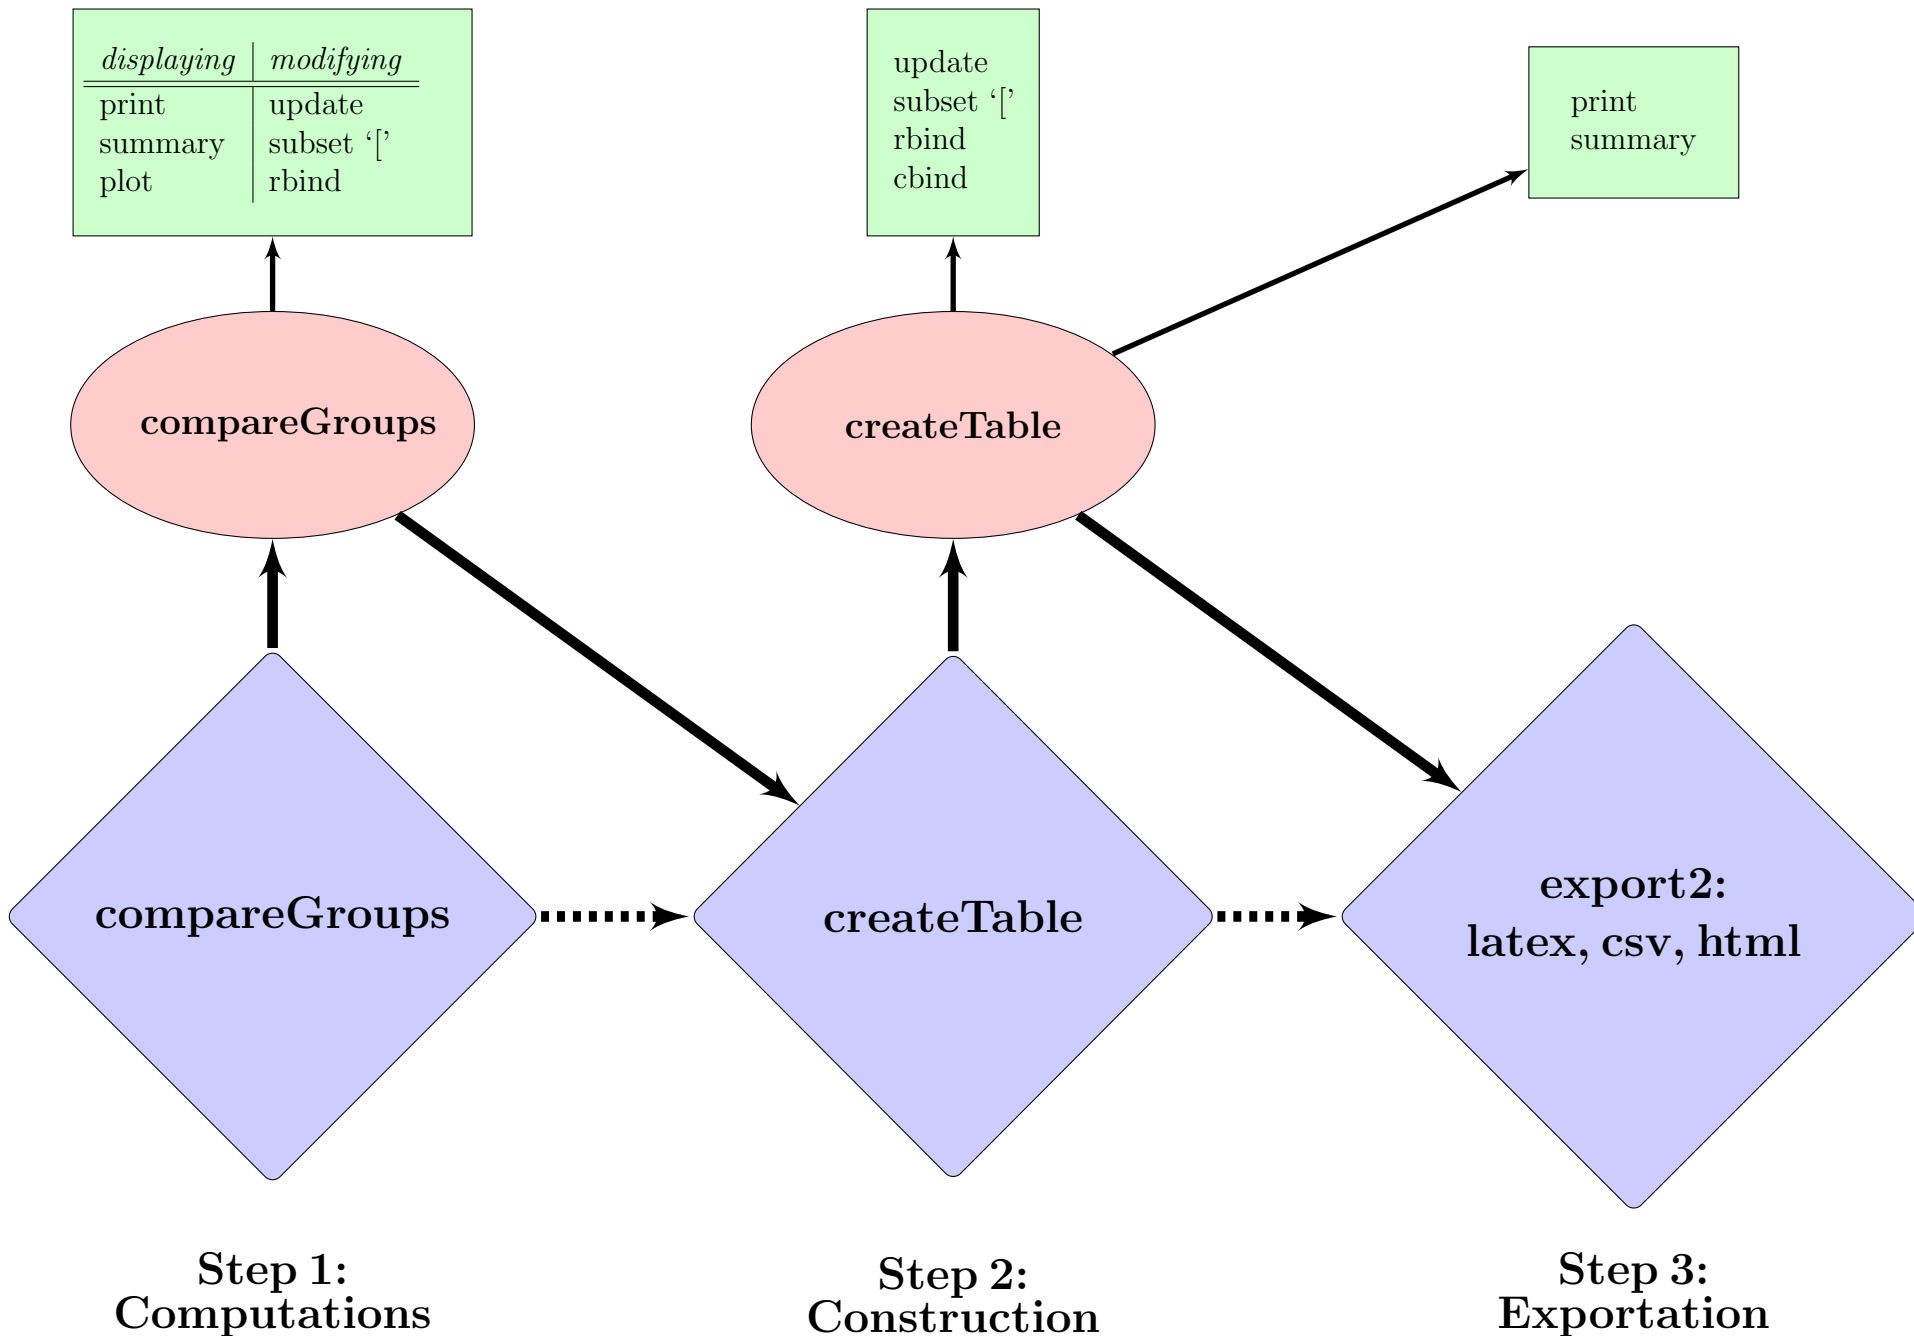 displaying modifying
print update
summary subset ‘[’
plot rbind
update
subset ‘[’
rbind
cbind
print
summary
compareGroups
createTable
compareGroups
createTable
export2:
latex, csv, html
Step 1:
Computations
Step 2:
Construction
Step 3:
Exportation